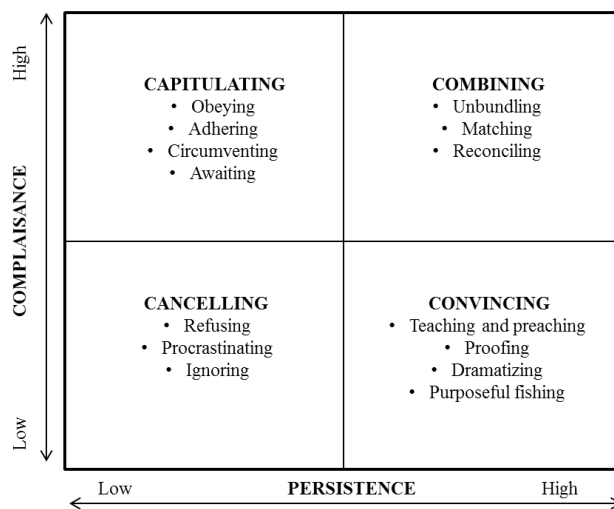 High
COMPLAISANCE
Low
CAPITULATING
• Obeying
• Adhering
• Circumventing
• Awaiting
COMBINING
• Unbundling
• Matching
• Reconciling
CANCELLING
• Refusing
• Procrastinating
• Ignoring
CONVINCING
• Teaching and preaching
• Proofing
• Dramatizing
• Purposeful fishing
Low PERSISTENCE High